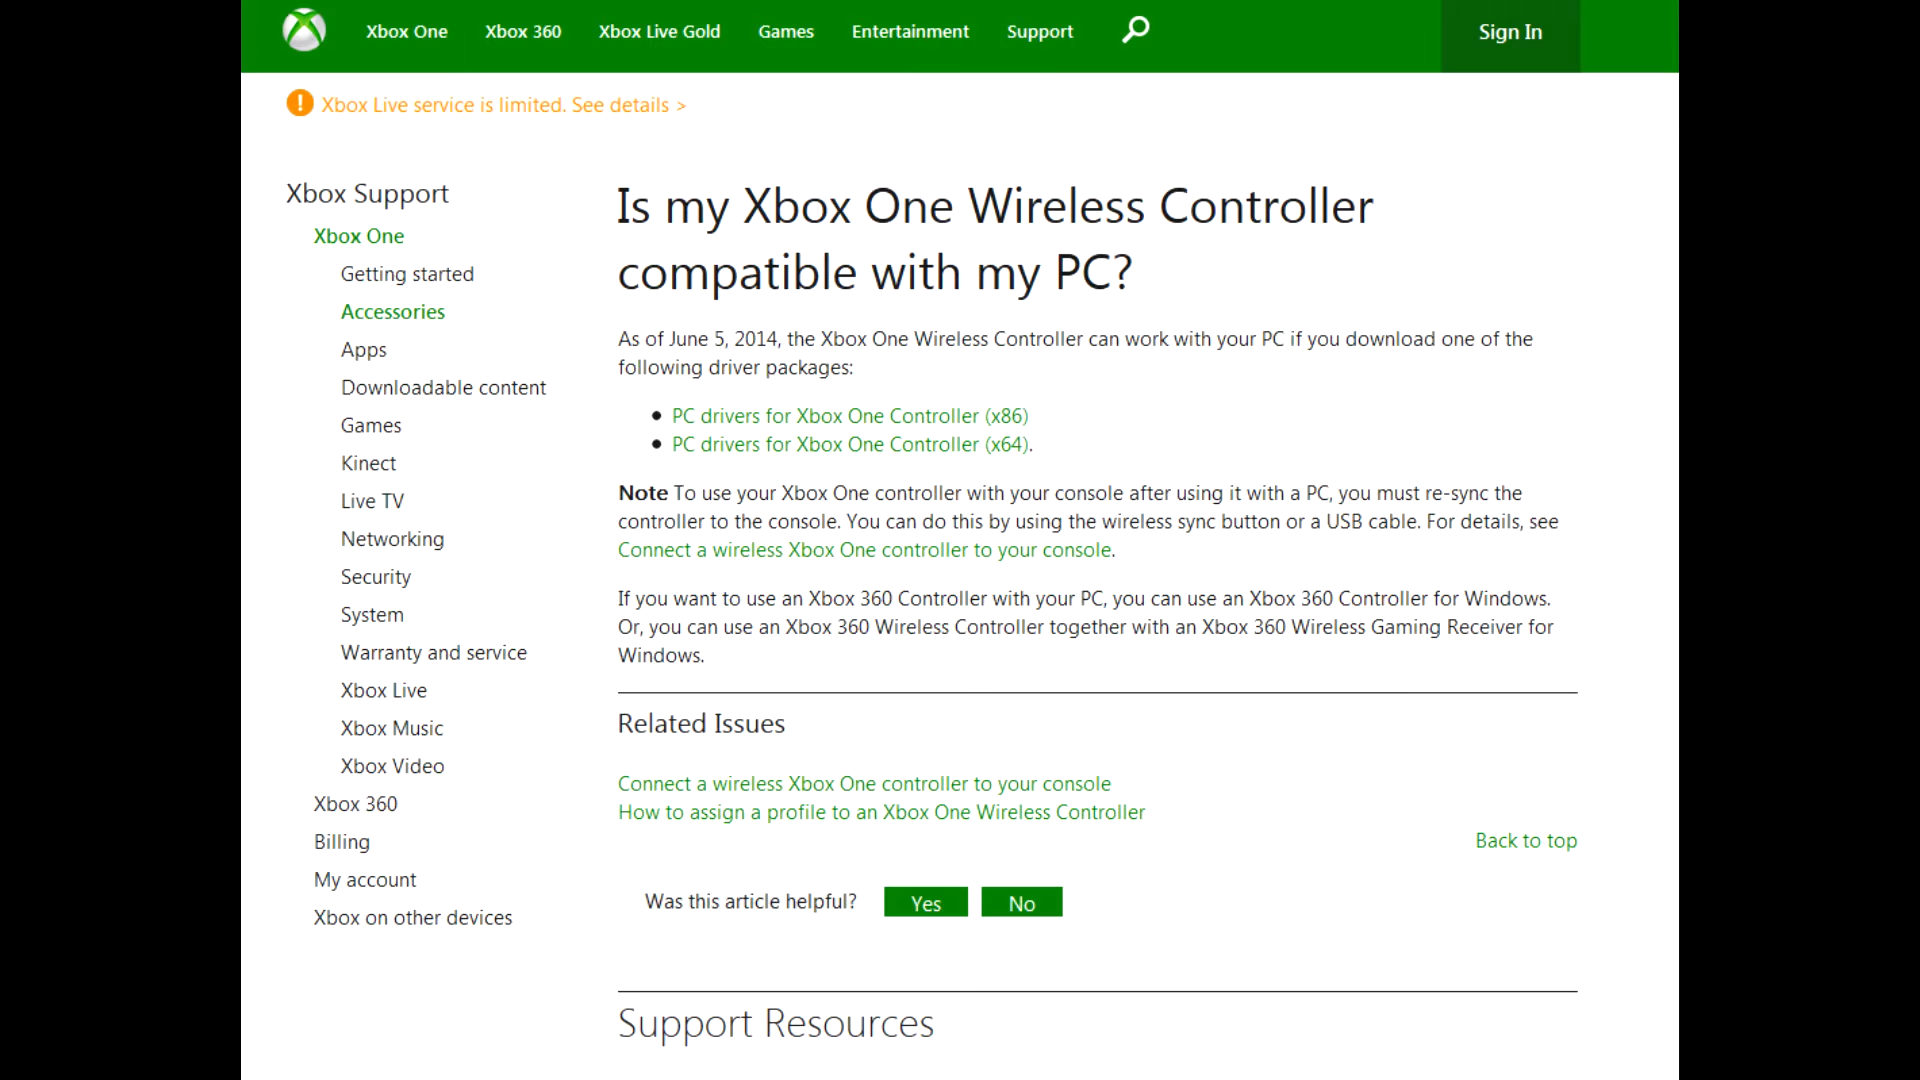 Xbox One Xbox 360 Xbox Live Gold Games Entertainment Support Sign In
! Xbox Live service is limited. See details >
Xbox Support
Xbox One
Getting started
Accessories
Apps
Downloadable content
Games
Kinect
Live TV
Networking
Security
System
Warranty and service
Xbox Live
Xbox Music
Xbox Video
Xbox 360
Billing
My account
Xbox on other devices
Is my Xbox One Wireless Controller
compatible with my PC?
As of June 5, 2014, the Xbox One Wireless Controller can work with your PC if you download one of the
following driver packages:
• PC drivers for Xbox One Controller (x86)
• PC drivers for Xbox One Controller (x64).
Note To use your Xbox One controller with your console after using it with a PC, you must re-sync the
controller to the console. You can do this by using the wireless sync button or a USB cable. For details, see
Connect a wireless Xbox One controller to your console.
If you want to use an Xbox 360 Controller with your PC, you can use an Xbox 360 Controller for Windows.
Or, you can use an Xbox 360 Wireless Controller together with an Xbox 360 Wireless Gaming Receiver for
Windows.
Related Issues
Connect a wireless Xbox One controller to your console
How to assign a profile to an Xbox One Wireless Controller
Back to top
Was this article helpful? Yes No
Support Resources